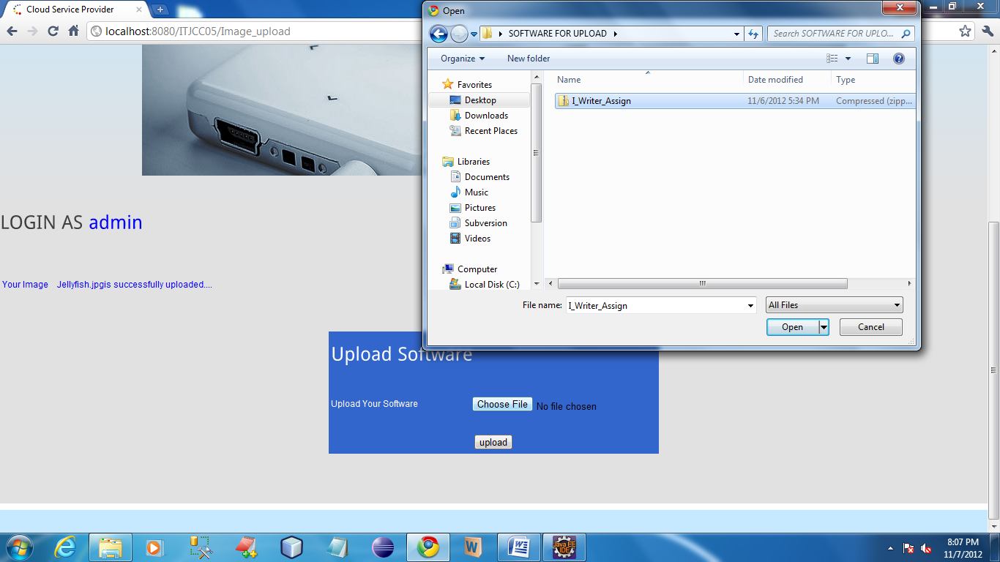 Cloud Service Provider
localhost:8080/ITJCC05/Image_upload
LOGIN AS admin
Your Image Jellyfish.jpgis successfully uploaded....
Upload Software
Upload Your Software Choose File No file chosen
upload
Open
SOFTWARE FOR UPLOAD Search SOFTWARE FOR UPLO...
Organize New folder
Favorites
Desktop
Downloads
Recent Places
Libraries
Documents
Music
Pictures
Subversion
Videos
Computer
Local Disk (C:)
Name Date modified Type
I_Writer_Assign 11/6/2012 5:34 PM Compressed (zipp...
File name: I_Writer_Assign All Files
Open Cancel
Java EE
IDE
8:07 PM
11/7/2012